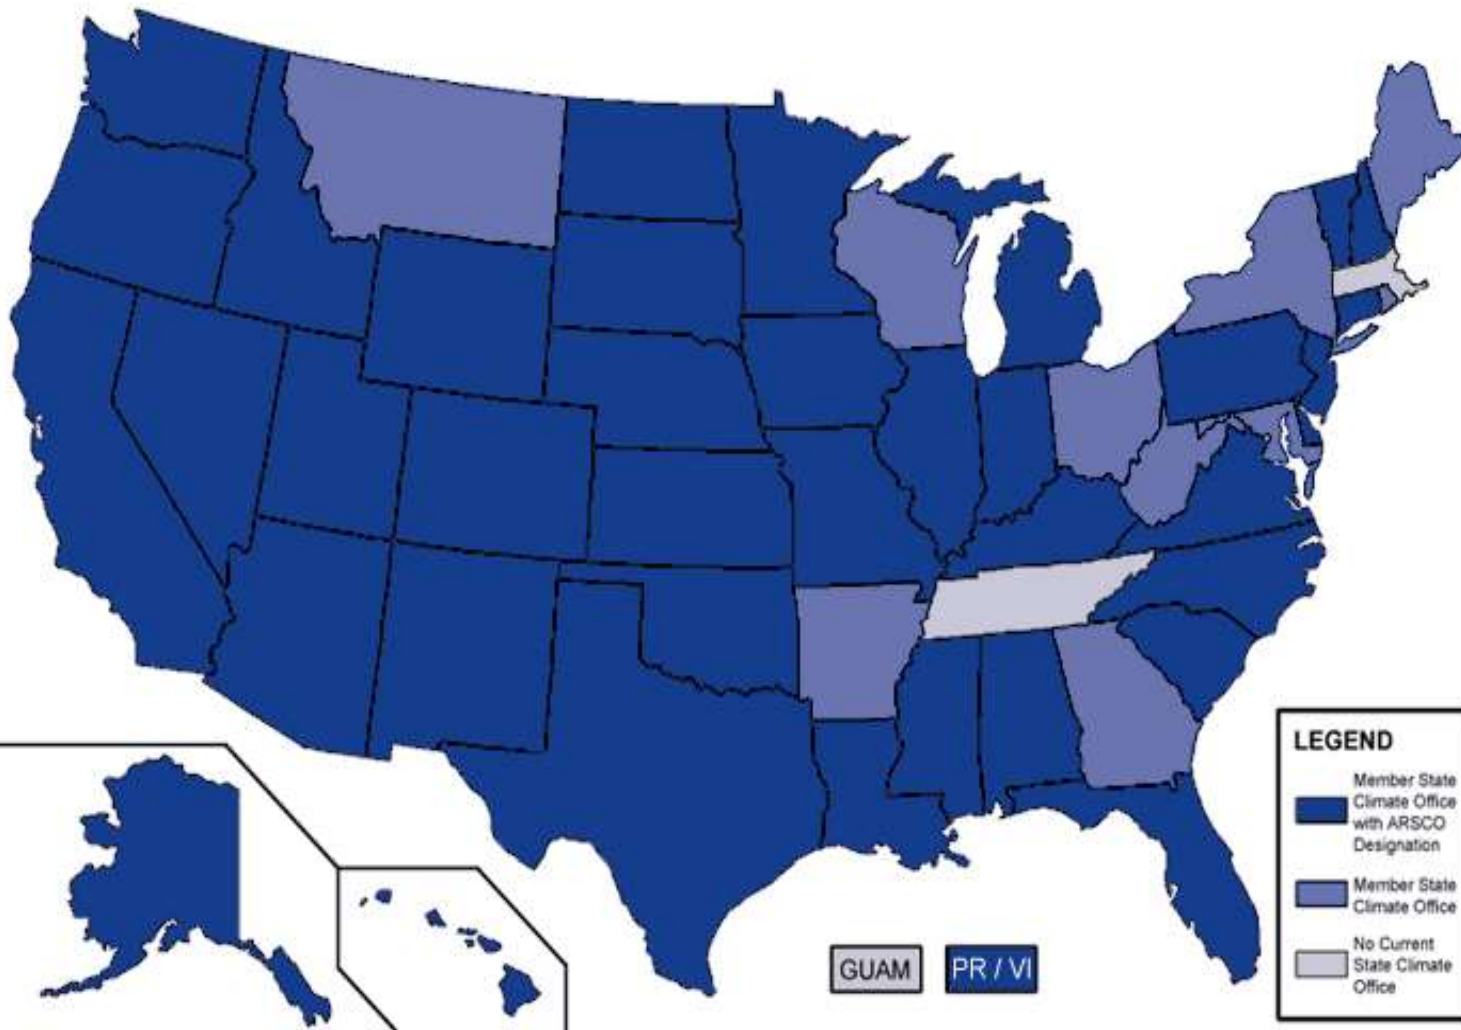 LEGEND
Member State
Climate Office
with ARSCO
Designation
Member State
Climate Office
No Current
State Climate
Office
GUAM
PR / VI